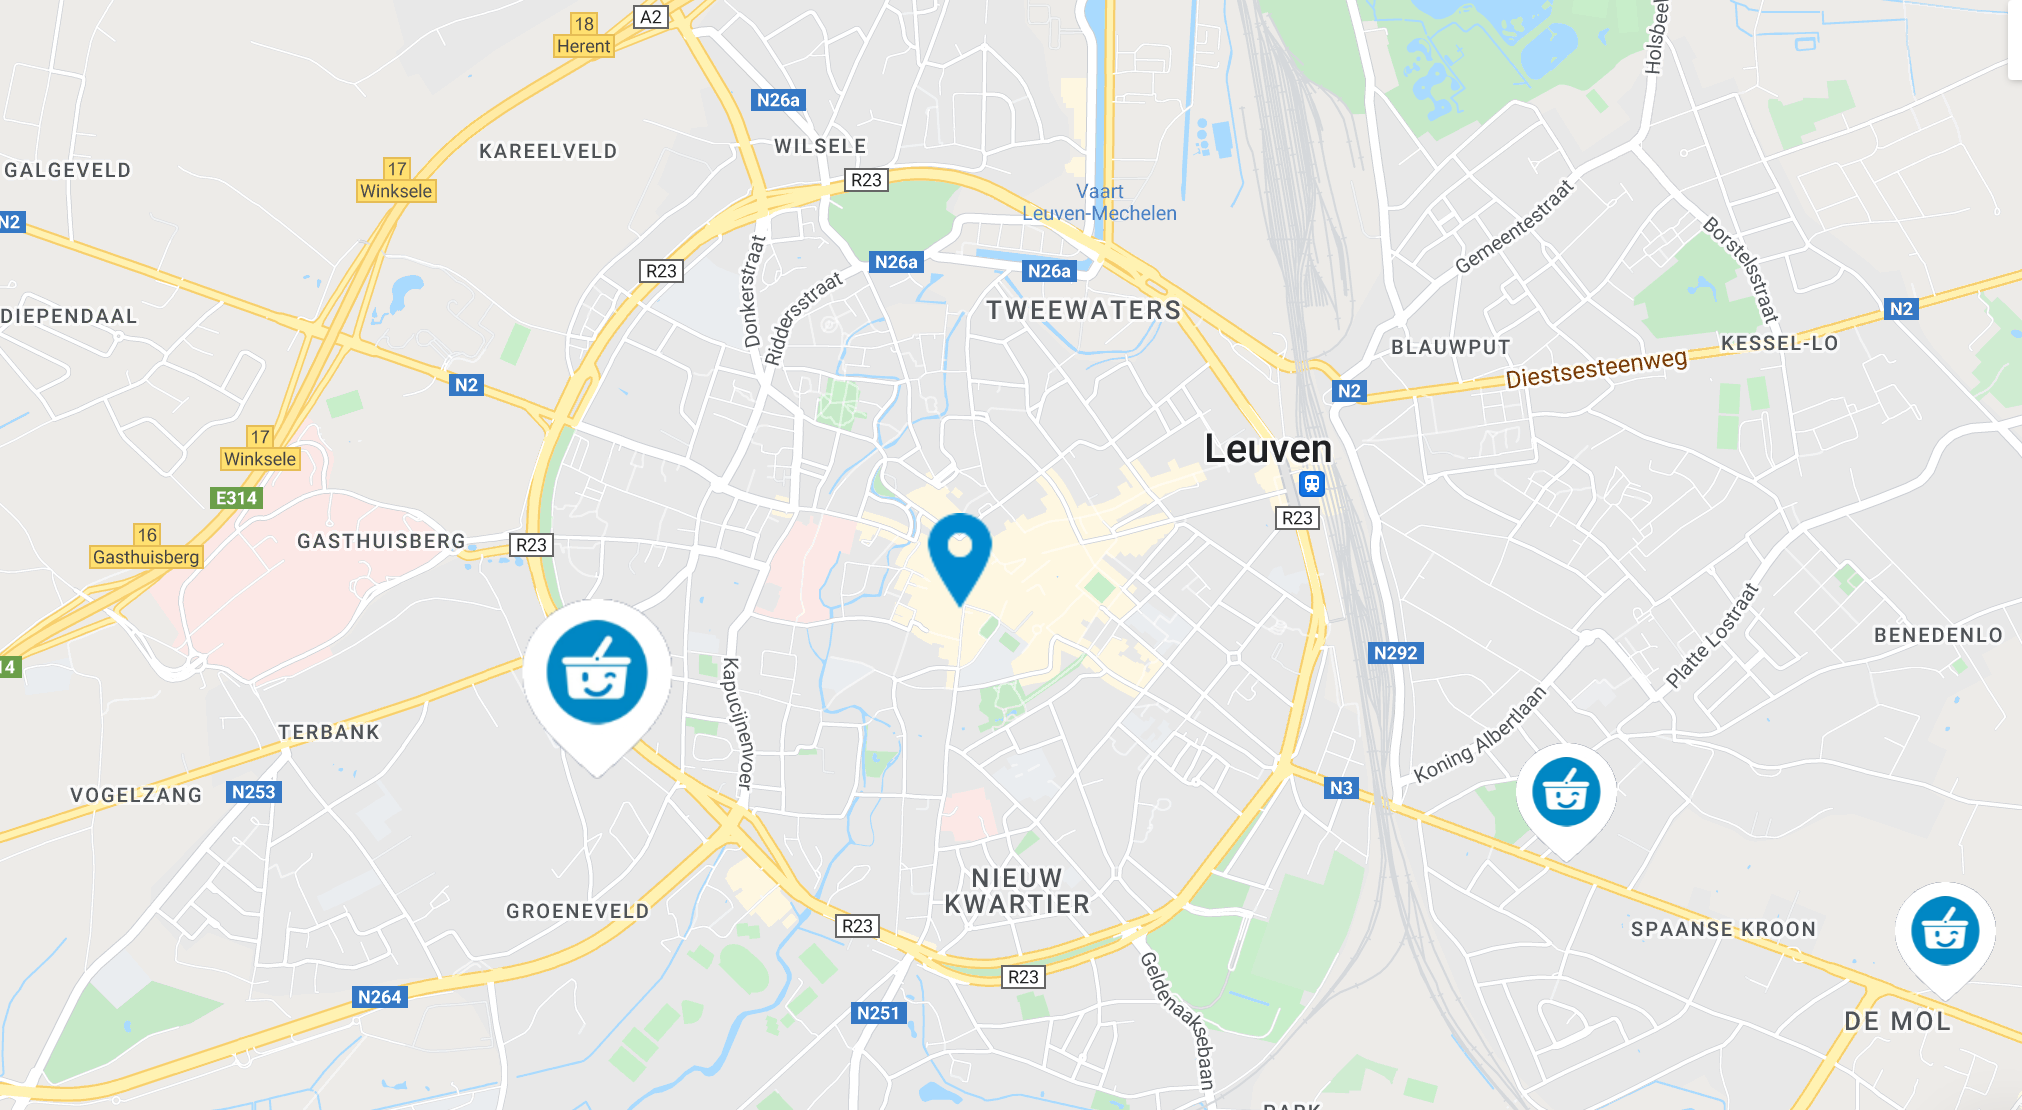 A2
18
Herent
N26a
WILSELE
KAREELVELD
17
Winksele
GALGEVELD
N2
R23
Vaart
Leuven-Mechelen
Holsbeek
Gemeentestraat
Borstelsstraat
R23
Donkerstraat
Riddersstraat
N26a
N26a
TWEEWATERS
DIEPENDAAL
N2
KESSEL-LO
BLAUWPUT
Diestsesteenweg
N2
N2
17
Winksele
Leuven
E314
R23
16
Gasthuisberg
GASTHUISBERG
R23
Platte Lostraat
BENEDENLO
N292
14
Kapucijnenvoer
Koning Albertlaan
TERBANK
VOGELZANG
N253
N3
NIEUW
KWARTIER
GROENEVELD
R23
SPAANSE KROON
R23
N264
N251
Geldenaaksebaan
DE MOL
PARK